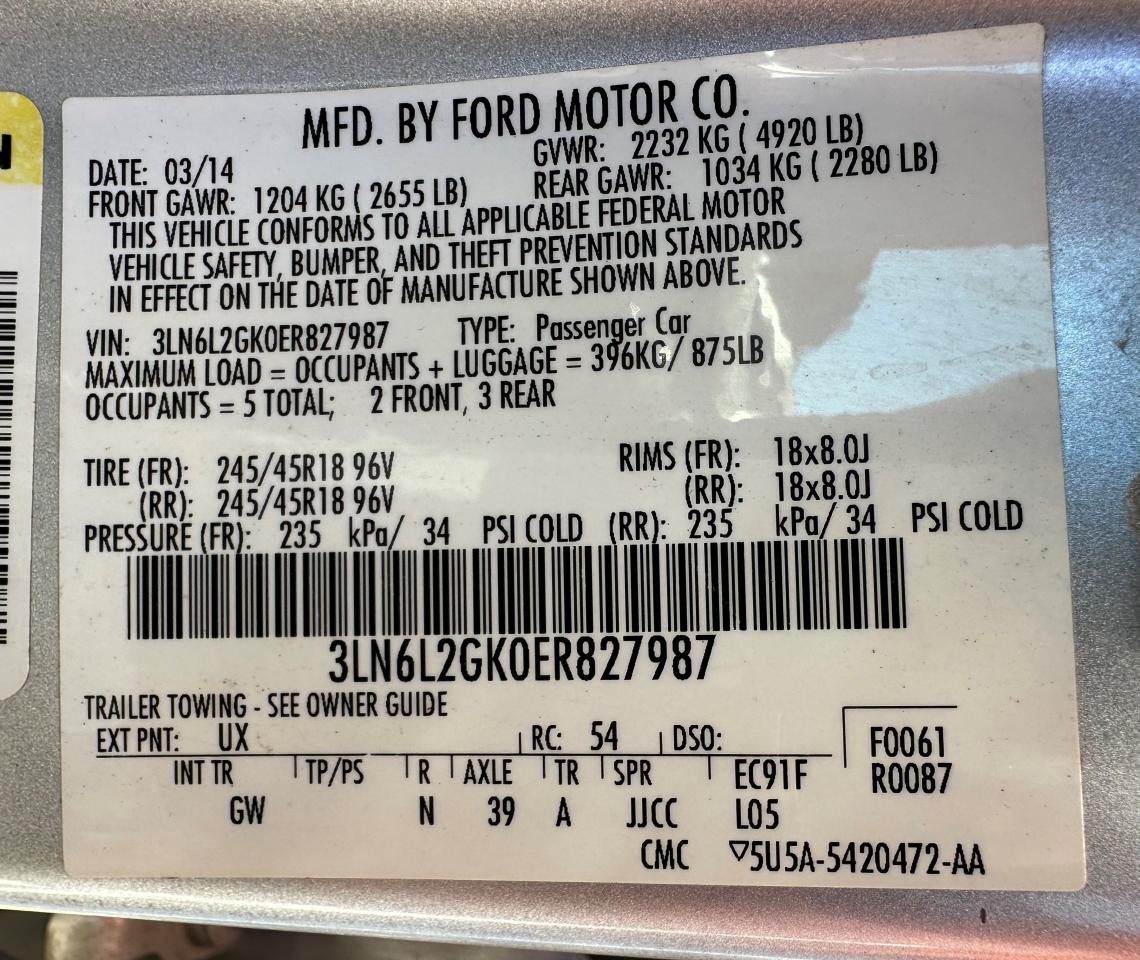 MFD. BY FORD MOTOR CO.
DATE: 03/14 GVWR: 2232 KG ( 4920 LB)
FRONT GAWR: 1204 KG ( 2655 LB) REAR GAWR: 1034 KG ( 2280 LB)
THIS VEHICLE CONFORMS TO ALL APPLICABLE FEDERAL MOTOR
VEHICLE SAFETY, BUMPER, AND THEFT PREVENTION STANDARDS
IN EFFECT ON THE DATE OF MANUFACTURE SHOWN ABOVE.
VIN: 3LN6L2GK0ER827987 TYPE: Passenger Car
MAXIMUM LOAD = OCCUPANTS + LUGGAGE = 396KG/ 875LB
OCCUPANTS = 5 TOTAL; 2 FRONT, 3 REAR
TIRE (FR): 245/45R18 96V RIMS (FR): 18x8.0J
(RR): 245/45R18 96V (RR): 18x8.0J
PRESSURE (FR): 235 kPa/ 34 PSI COLD (RR): 235 kPa/ 34 PSI COLD
3LN6L2GK0ER827987
TRAILER TOWING - SEE OWNER GUIDE
EXT PNT: UX RC: 54 DSO: F0061
INT TR TP/PS R AXLE TR SPR EC91F R0087
GW N 39 A JJCC L05
CMC ▽5U5A-5420472-AA